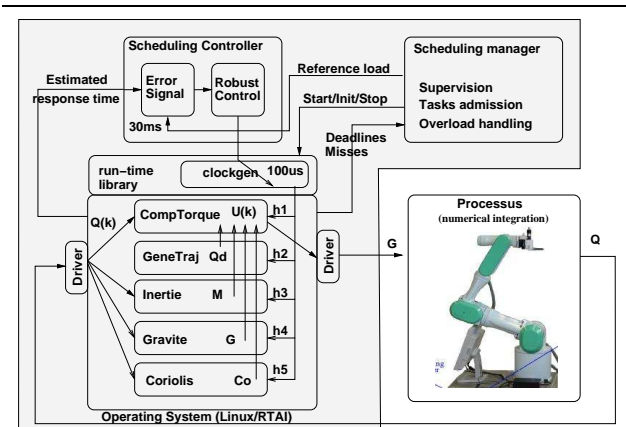 Scheduling Controller
Scheduling manager
Error
Signal
Robust
Control
Reference load
Estimated
response time
30ms
Start/Init/Stop
Supervision
Tasks admission
Overload handling
Deadlines
Misses
run-time
library
clockgen
100us
Q(k)
CompTorque
U(k)
h1
GeneTraj
Qd
h2
Inertie
M
h3
Gravite
G
h4
Coriolis
Co
h5
Driver
Driver
G
Processus
(numerical integration)
Q
Operating System (Linux/RTAI)